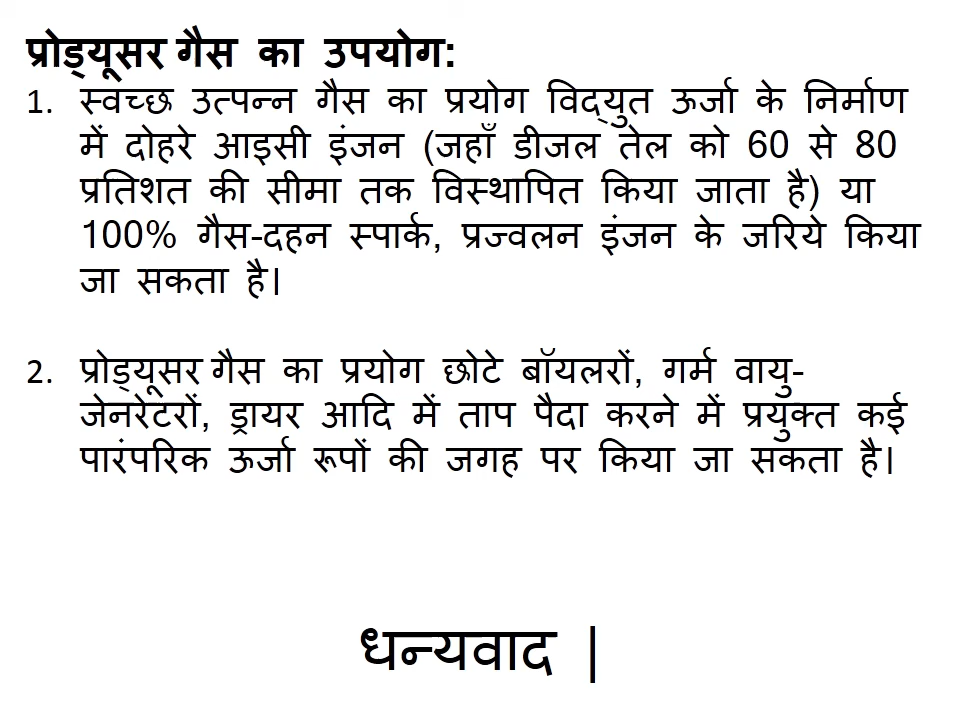 प्रोड्यूसर गैस का उपयोग:
1. स्वच्छ उत्पन्न गैस का प्रयोग विद्युत ऊर्जा के निर्माण
में दोहरे आइसी इंजन (जहाँ डीजल तेल को 60 से 80
प्रतिशत की सीमा तक विस्थापित किया जाता है) या
100% गैस-दहन स्पार्क, प्रज्वलन इंजन के जरिये किया
जा सकता है।
2. प्रोड्यूसर गैस का प्रयोग छोटे बॉयलरों, गर्म वायु-
जेनरेटरों, ड्रायर आदि में ताप पैदा करने में प्रयुक्त कई
पारंपरिक ऊर्जा रूपों की जगह पर किया जा सकता है।
धन्यवाद |